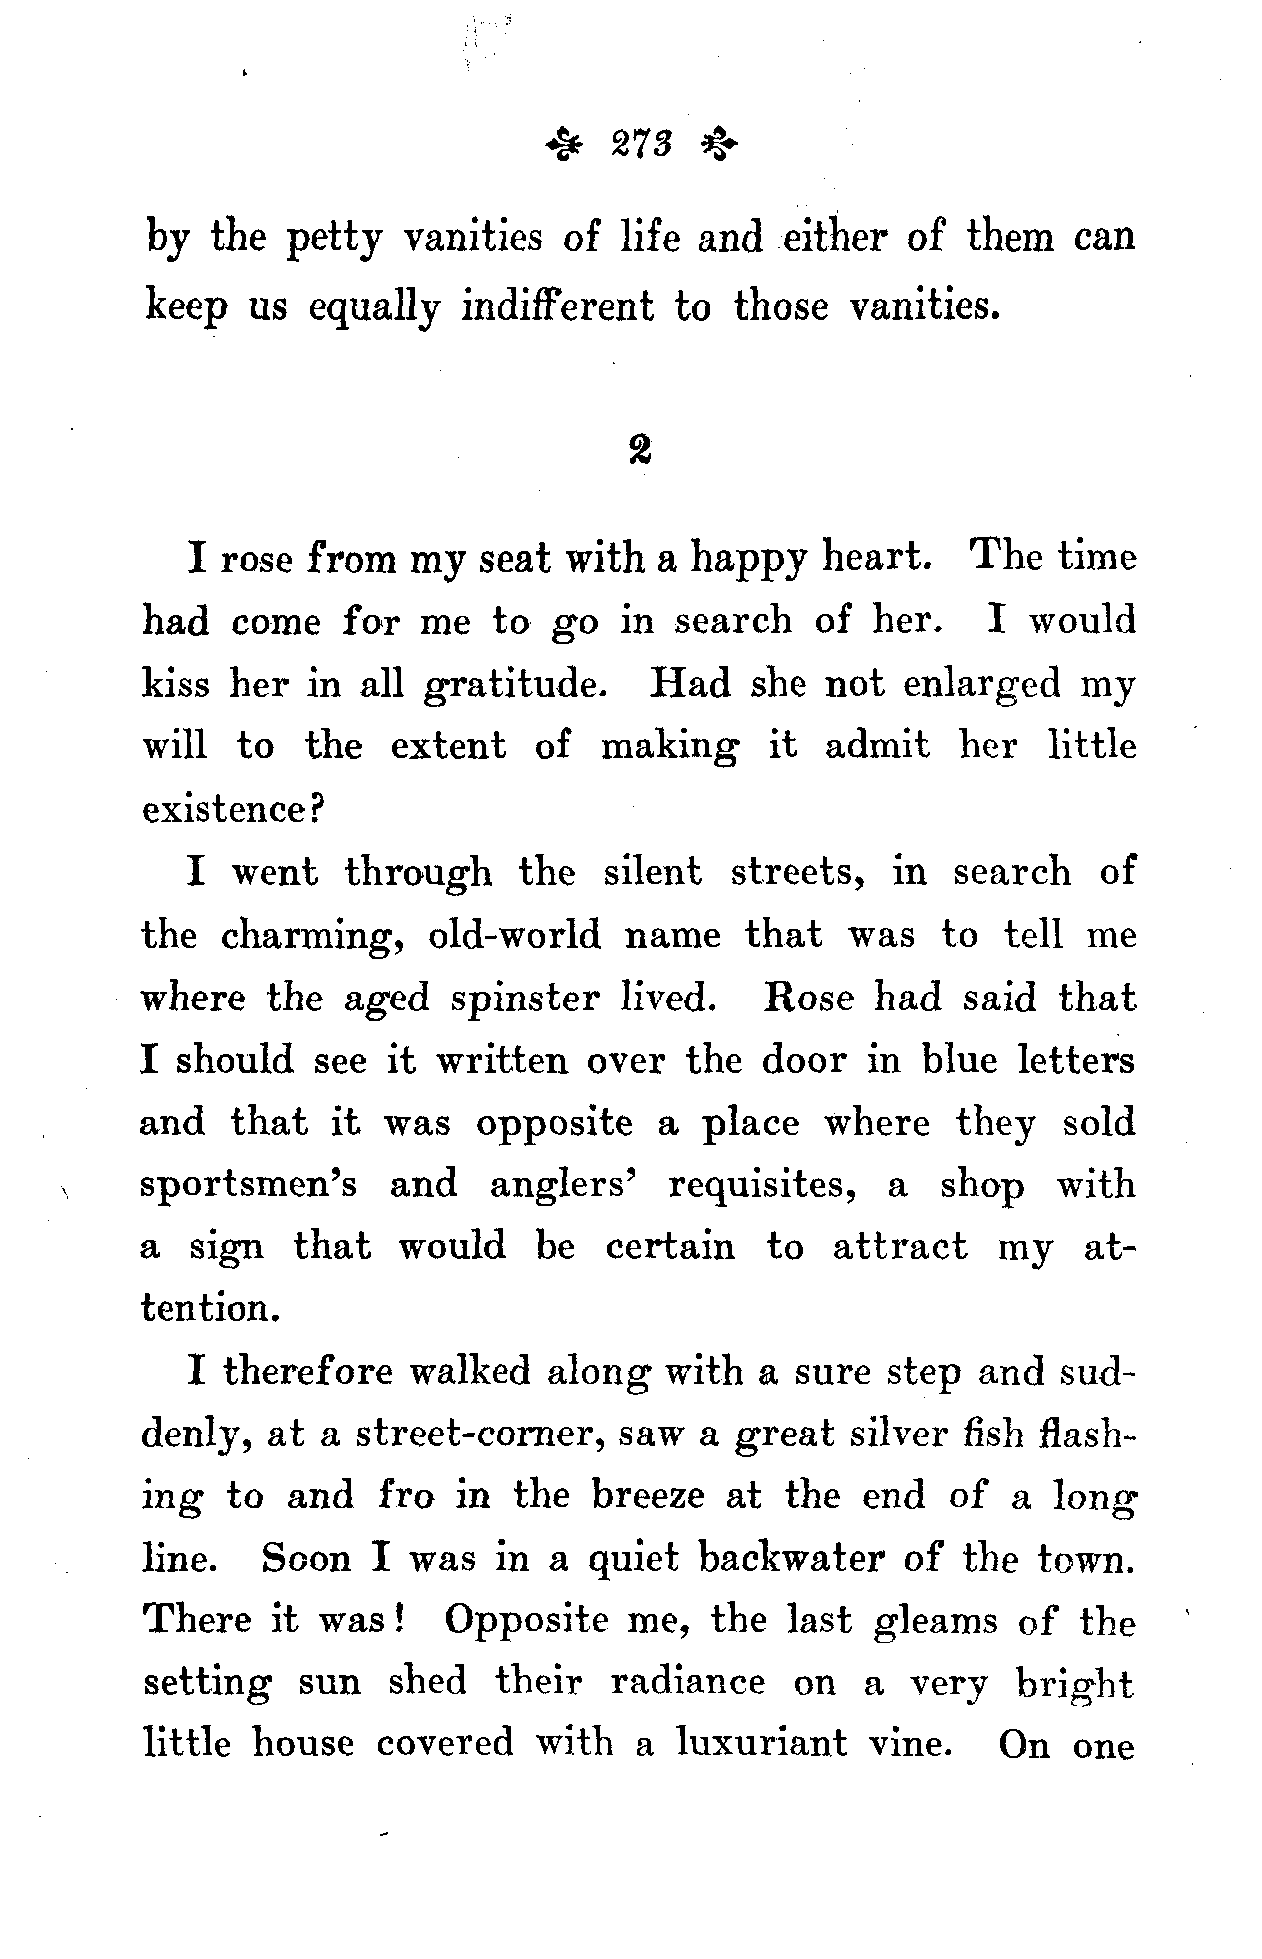 273
by the petty vanities of life and either of them can
keep us equally indifferent to those vanities.
2
I rose from my seat with a happy heart. The time
had come for me to go in search of her. I would
kiss her in all gratitude. Had she not enlarged my
will to the extent of making it admit her little
existence?
I went through the silent streets, in search of
the charming, old-world name that was to tell me
where the aged spinster lived. Rose had said that
I should see it written over the door in blue letters
and that it was opposite a place where they sold
sportsmen's and anglers' requisites, a shop with
a sign that would be certain to attract my at-
tention.
I therefore walked along with a sure step and sud-
denly, at a street-corner, saw a great silver fish flash-
ing to and fro in the breeze at the end of a long
line. Soon I was in a quiet backwater of the town.
There it was! Opposite me, the last gleams of the
setting sun shed their radiance on a very bright
little house covered with a luxuriant vine. On one